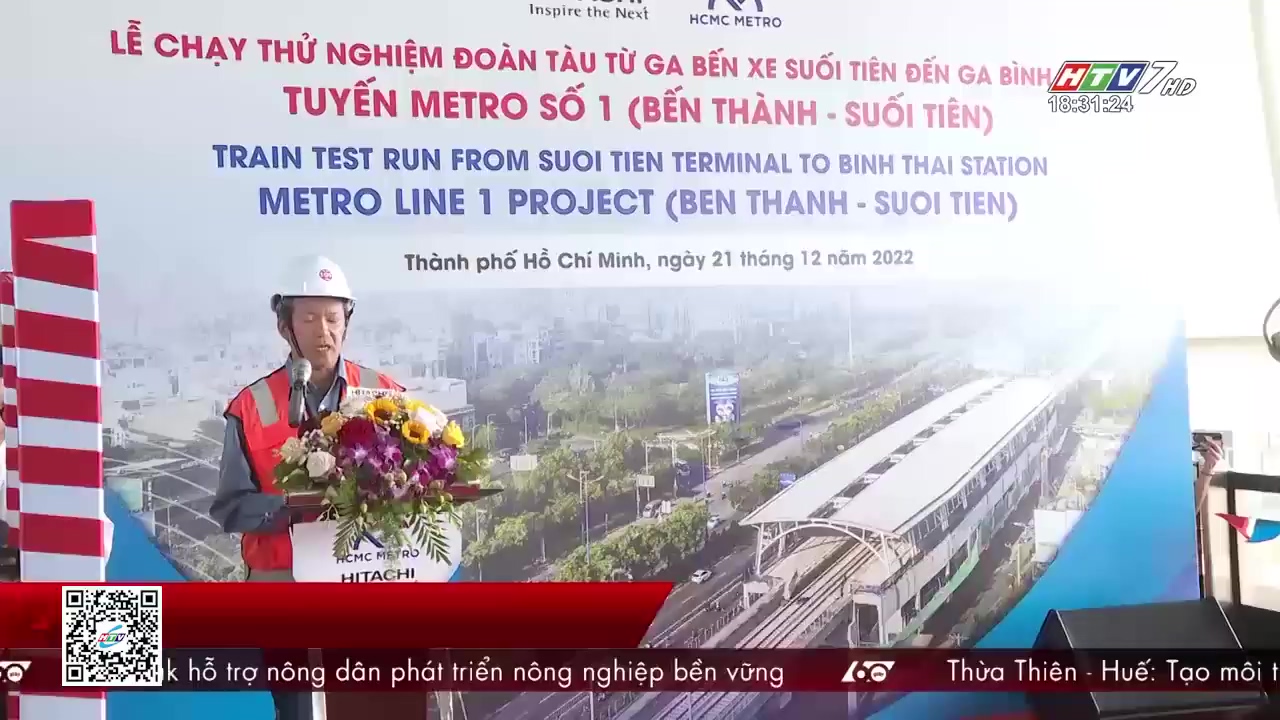 Inspire the Next
HCMC METRO
LỄ CHẠY THỬ NGHIỆM ĐOÀN TÀU TỪ GA BẾN XE SUỐI TIÊN ĐẾN GA BÌNH
TUYẾN METRO SỐ 1 (BẾN THÀNH - SUỐI TIÊN)
TRAIN TEST RUN FROM SUOI TIEN TERMINAL TO BINH THAI STATION
METRO LINE 1 PROJECT (BEN THANH - SUOI TIEN)
Thành phố Hồ Chí Minh, ngày 21 tháng 12 năm 2022
HTV7 HD
18:31:24
HITACHI
HCMC METRO
HITACHI
HTV
hỗ trợ nông dân phát triển nông nghiệp bền vững
60 giây
Thừa Thiên - Huế: Tạo môi